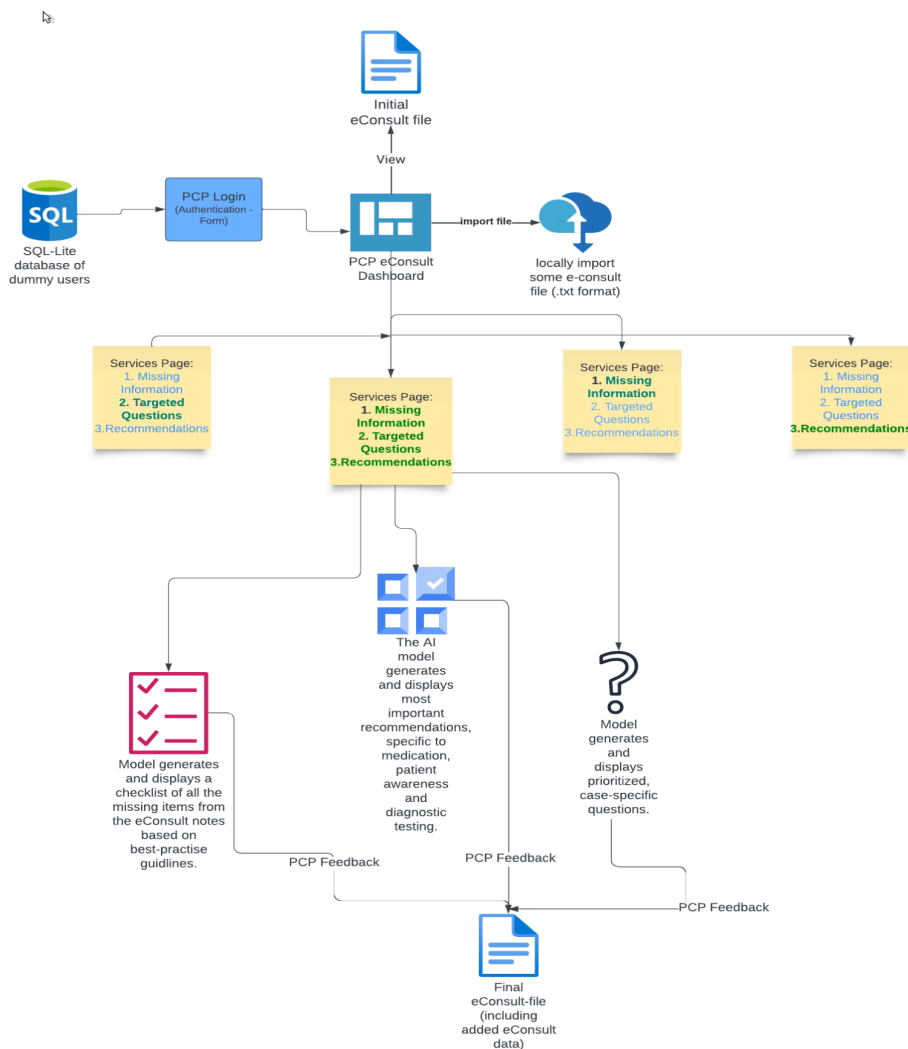 Initial
eConsult file
View
SQL
SQL-Lite
database of
dummy users
PCP Login
(Authentication -
Form)
PCP eConsult
Dashboard
import file
locally import
some e-consult
file (.txt format)
Services Page:
1. Missing
Information
2. Targeted
Questions
3.Recommendations
Services Page:
1. Missing
Information
2. Targeted
Questions
3.Recommendations
Services Page:
1. Missing
Information
2. Targeted
Questions
3.Recommendations
Services Page:
1. Missing
Information
2. Targeted
Questions
3.Recommendations
Model generates
and displays a
checklist of all the
missing items from
the eConsult notes
based on
best-practise
guidlines.
The AI
model
generates
and displays
most
important
recommendations,
specific to
medication,
patient
awareness
and
diagnostic
testing.
Model
generates
and
displays
prioritized,
case-specific
questions.
PCP Feedback
PCP Feedback
PCP Feedback
Final
eConsult-file
(including
added eConsult
data)